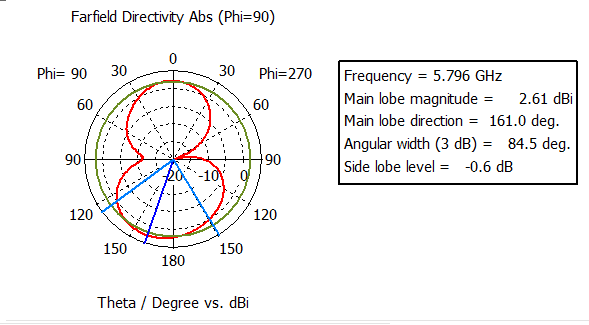 Farfield Directivity Abs (Phi=90)
0
Phi= 90 30 30 Phi=270
60 60
90 -20 -10 0 90
120 120
150 150
180
Theta / Degree vs. dBi
Frequency = 5.796 GHz
Main lobe magnitude = 2.61 dBi
Main lobe direction = 161.0 deg.
Angular width (3 dB) = 84.5 deg.
Side lobe level = -0.6 dB